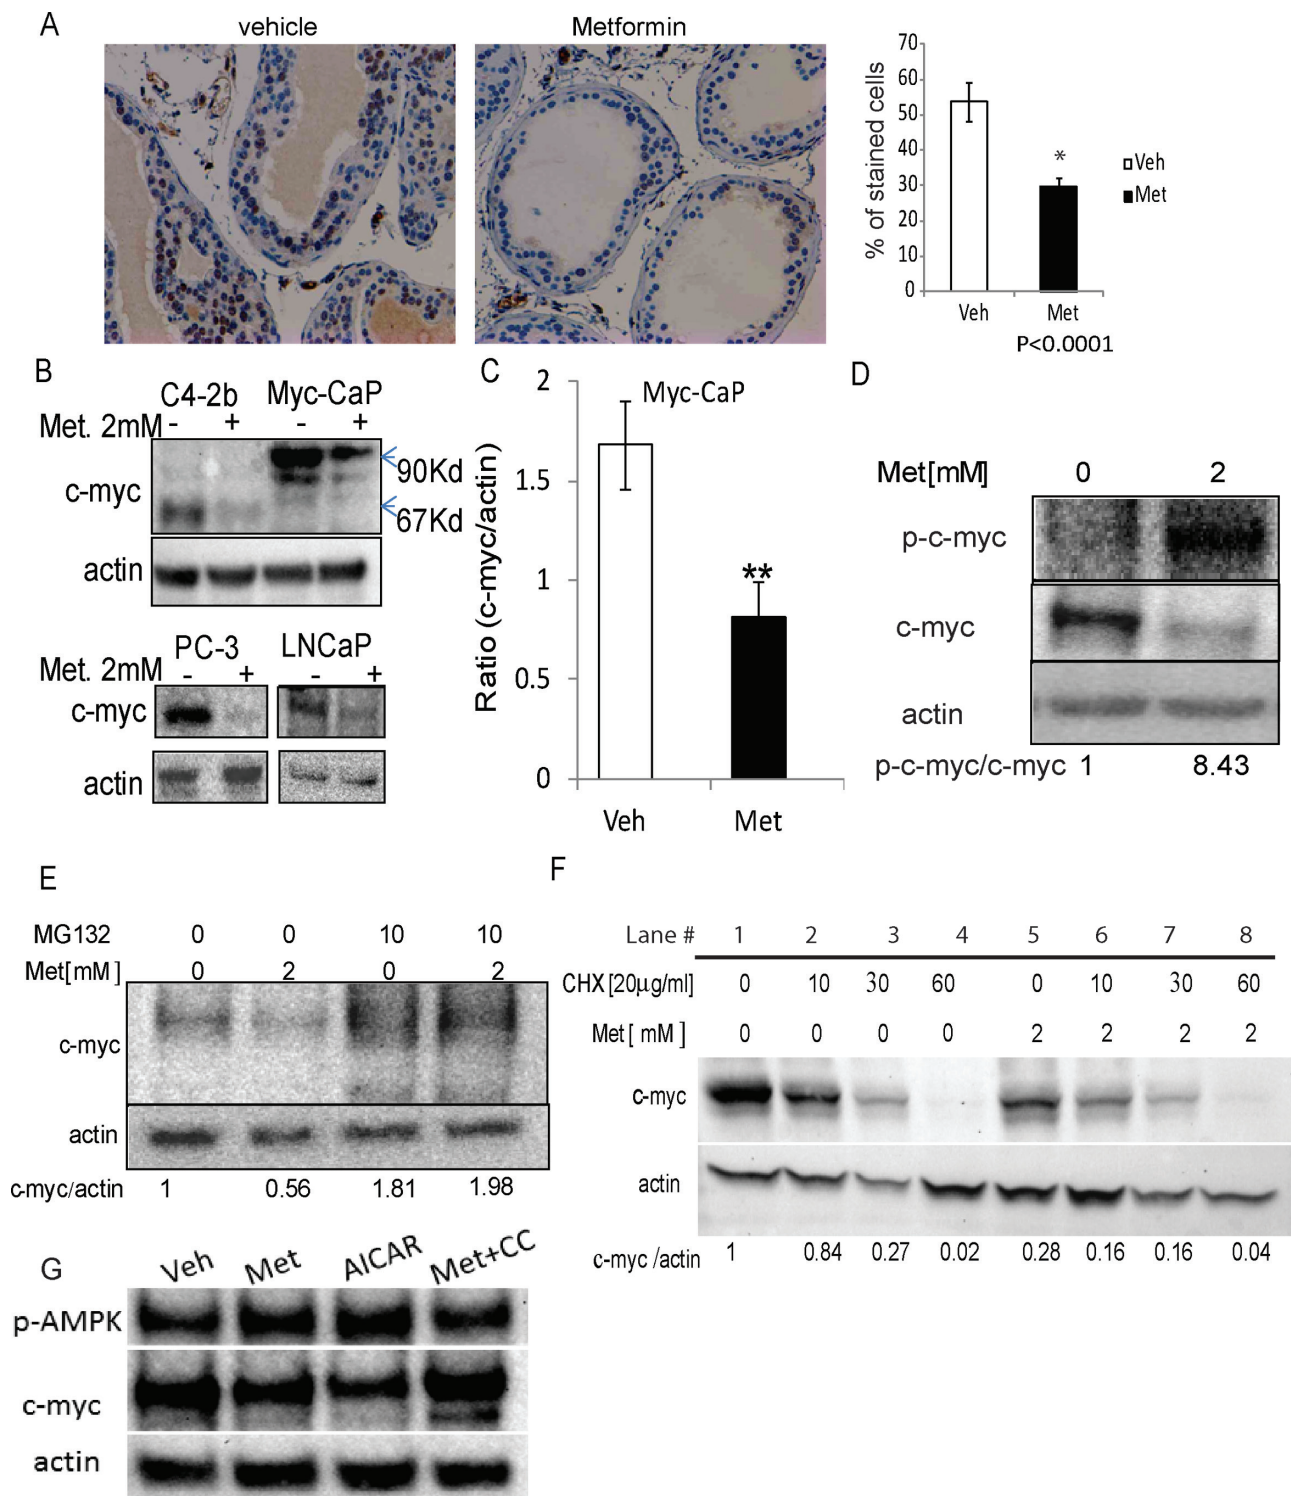 A
vehicle
Metformin
% of stained cells
70
60
50
40
30
20
10
0
*
Veh
Met
Veh
Met
P<0.0001
B
C4-2b Myc-CaP
Met. 2mM - + - +
c-myc
90Kd
67Kd
actin
PC-3 LNCaP
Met. 2mM - + - +
c-myc
actin
C
Myc-CaP
Ratio (c-myc/actin)
2
1.5
1
0.5
0
**
Veh
Met
D
Met[mM] 0 2
p-c-myc
c-myc
actin
p-c-myc/c-myc 1 8.43
E
MG132 0 0 10 10
Met[mM] 0 2 0 2
c-myc
actin
c-myc/actin 1 0.56 1.81 1.98
F
Lane # 1 2 3 4 5 6 7 8
CHX [20µg/ml] 0 10 30 60 0 10 30 60
Met[ mM ] 0 0 0 0 2 2 2 2
c-myc
actin
c-myc /actin 1 0.84 0.27 0.02 0.28 0.16 0.16 0.04
G
Veh Met AICAR Met+CC
p-AMPK
c-myc
actin